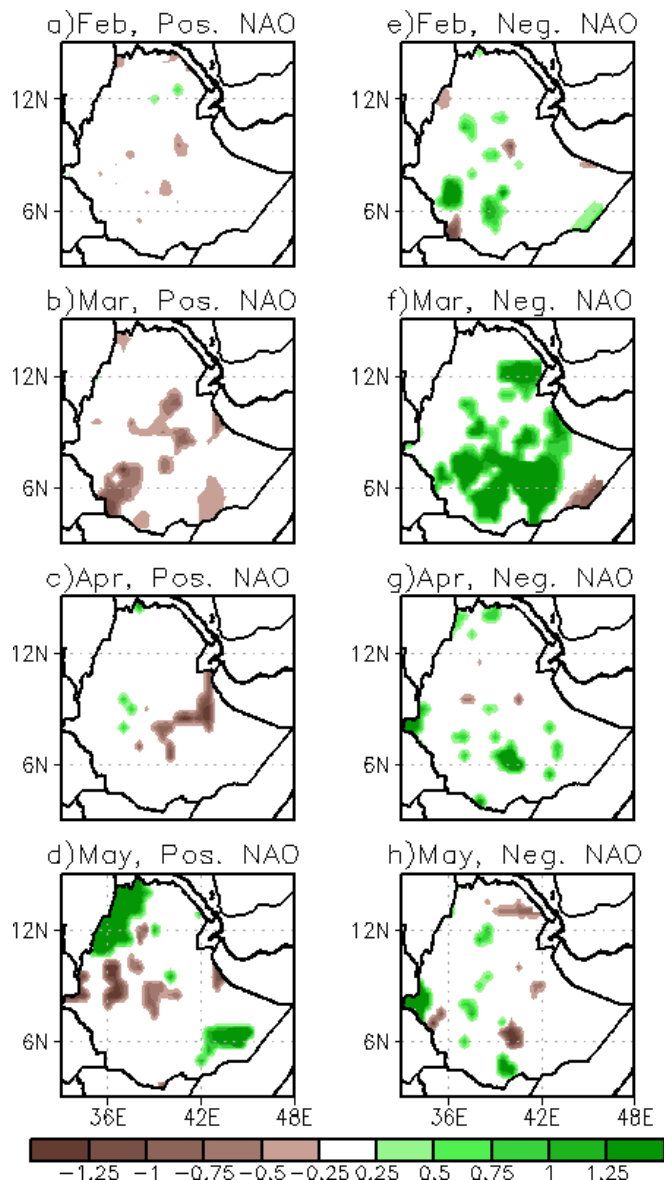 a)Feb, Pos. NAO
e)Feb, Neg. NAO
12N
12N
6N
6N
b)Mar, Pos. NAO
f)Mar, Neg. NAO
12N
12N
6N
6N
c)Apr, Pos. NAO
g)Apr, Neg. NAO
12N
12N
6N
6N
d)May, Pos. NAO
h)May, Neg. NAO
12N
12N
6N
6N
36E 42E 48E
36E 42E 48E
-1.25 -1 -0.75 -0.5 -0.25 0.25 0.5 0.75 1 1.25